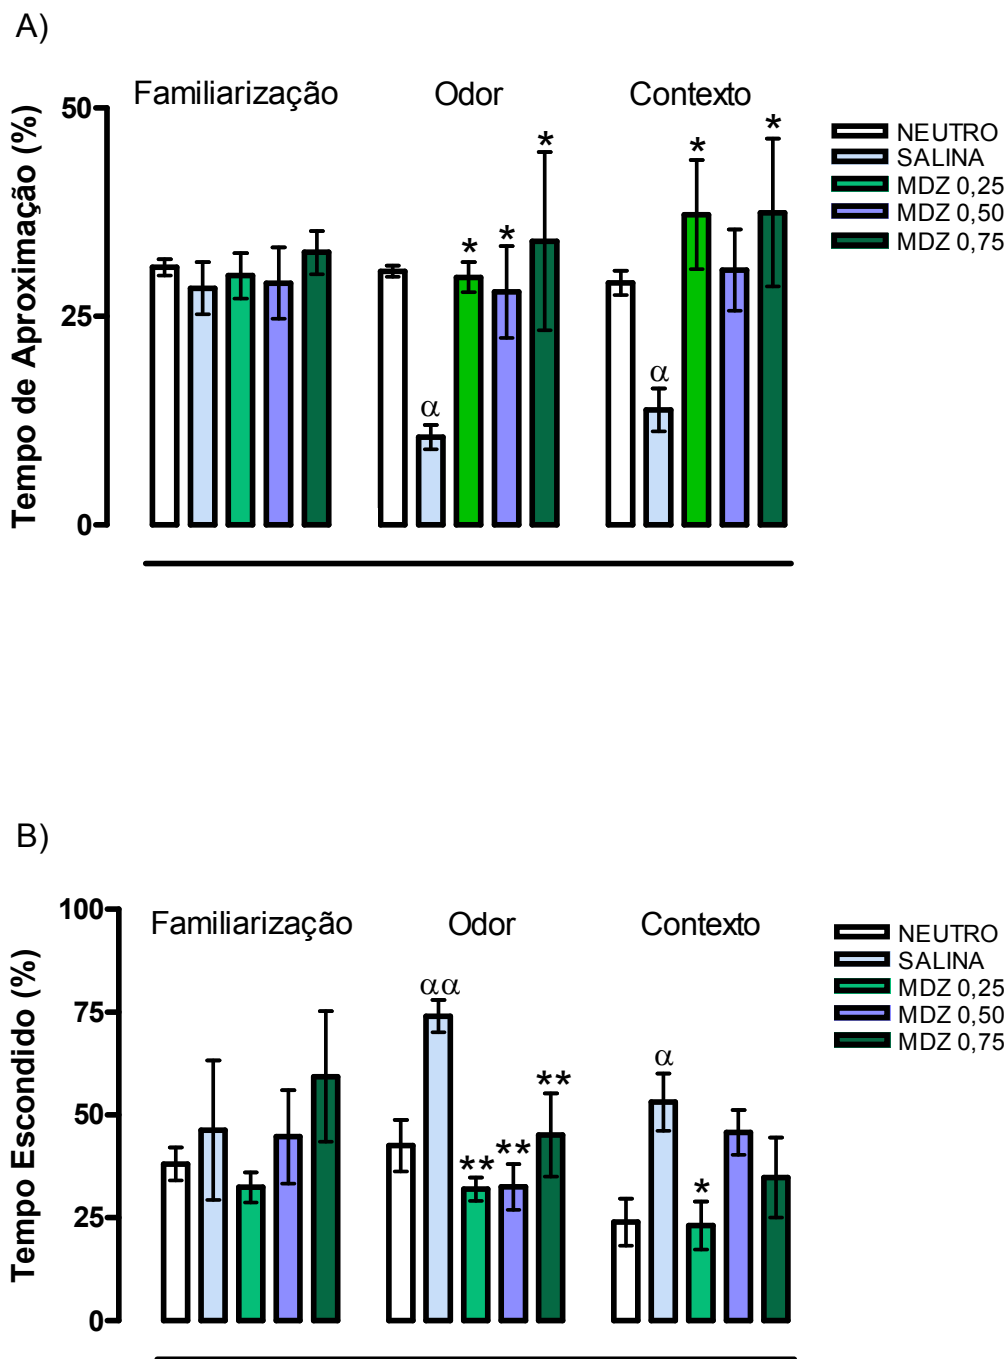 A)
Familiarização Odor Contexto
Tempo de Aproximação (%)
50
25
0
* * * * *
α α
NEUTRO
SALINA
MDZ 0,25
MDZ 0,50
MDZ 0,75
B)
Familiarização Odor Contexto
Tempo Escondido (%)
100
75
50
25
0
αα α
** ** ** *
NEUTRO
SALINA
MDZ 0,25
MDZ 0,50
MDZ 0,75